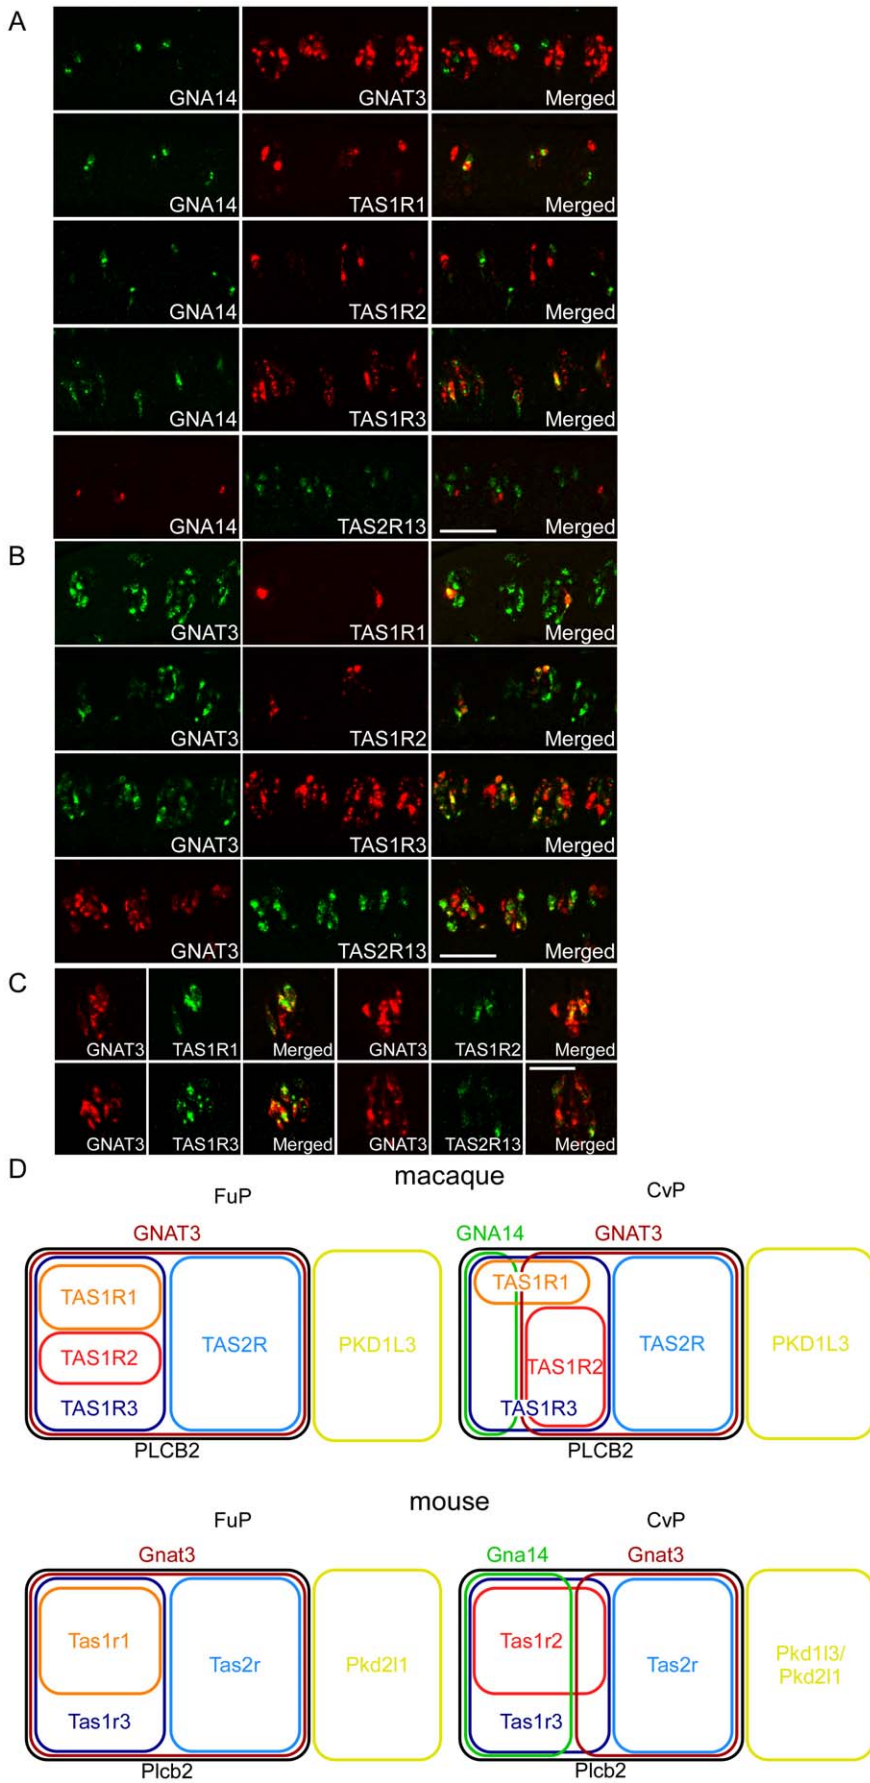 A
GNA14 GNAT3 Merged
GNA14 TAS1R1 Merged
GNA14 TAS1R2 Merged
GNA14 TAS1R3 Merged
GNA14 TAS2R13 Merged
B
GNAT3 TAS1R1 Merged
GNAT3 TAS1R2 Merged
GNAT3 TAS1R3 Merged
GNAT3 TAS2R13 Merged
C
GNAT3 TAS1R1 Merged GNAT3 TAS1R2 Merged
GNAT3 TAS1R3 Merged GNAT3 TAS2R13 Merged
D
macaque
FuP CvP
GNAT3 GNA14 GNAT3
TAS1R1 TAS1R1
TAS1R2 TAS2R PKD1L3 TAS1R2 TAS2R PKD1L3
TAS1R3 TAS1R3
PLCB2 PLCB2
mouse
FuP CvP
Gnat3 Gna14 Gnat3
Tas1r1 Tas2r Pkd2l1 Tas1r2 Tas2r Pkd1l3/
Pkd2l1
Tas1r3 Tas1r3
Plcb2 Plcb2